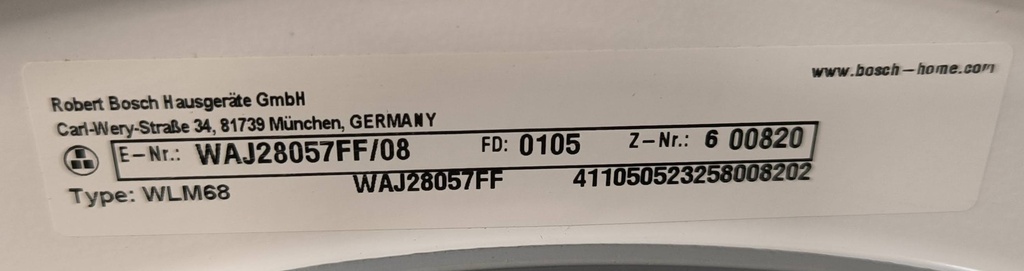 www.bosch-home.com
Robert Bosch Hausgeräte GmbH
Carl-Wery-Straße 34, 81739 München, GERMANY
E-Nr.: WAJ28057FF/08 FD: 0105 Z-Nr.: 6 00820
Type: WLM68 WAJ28057FF 411050523258008202